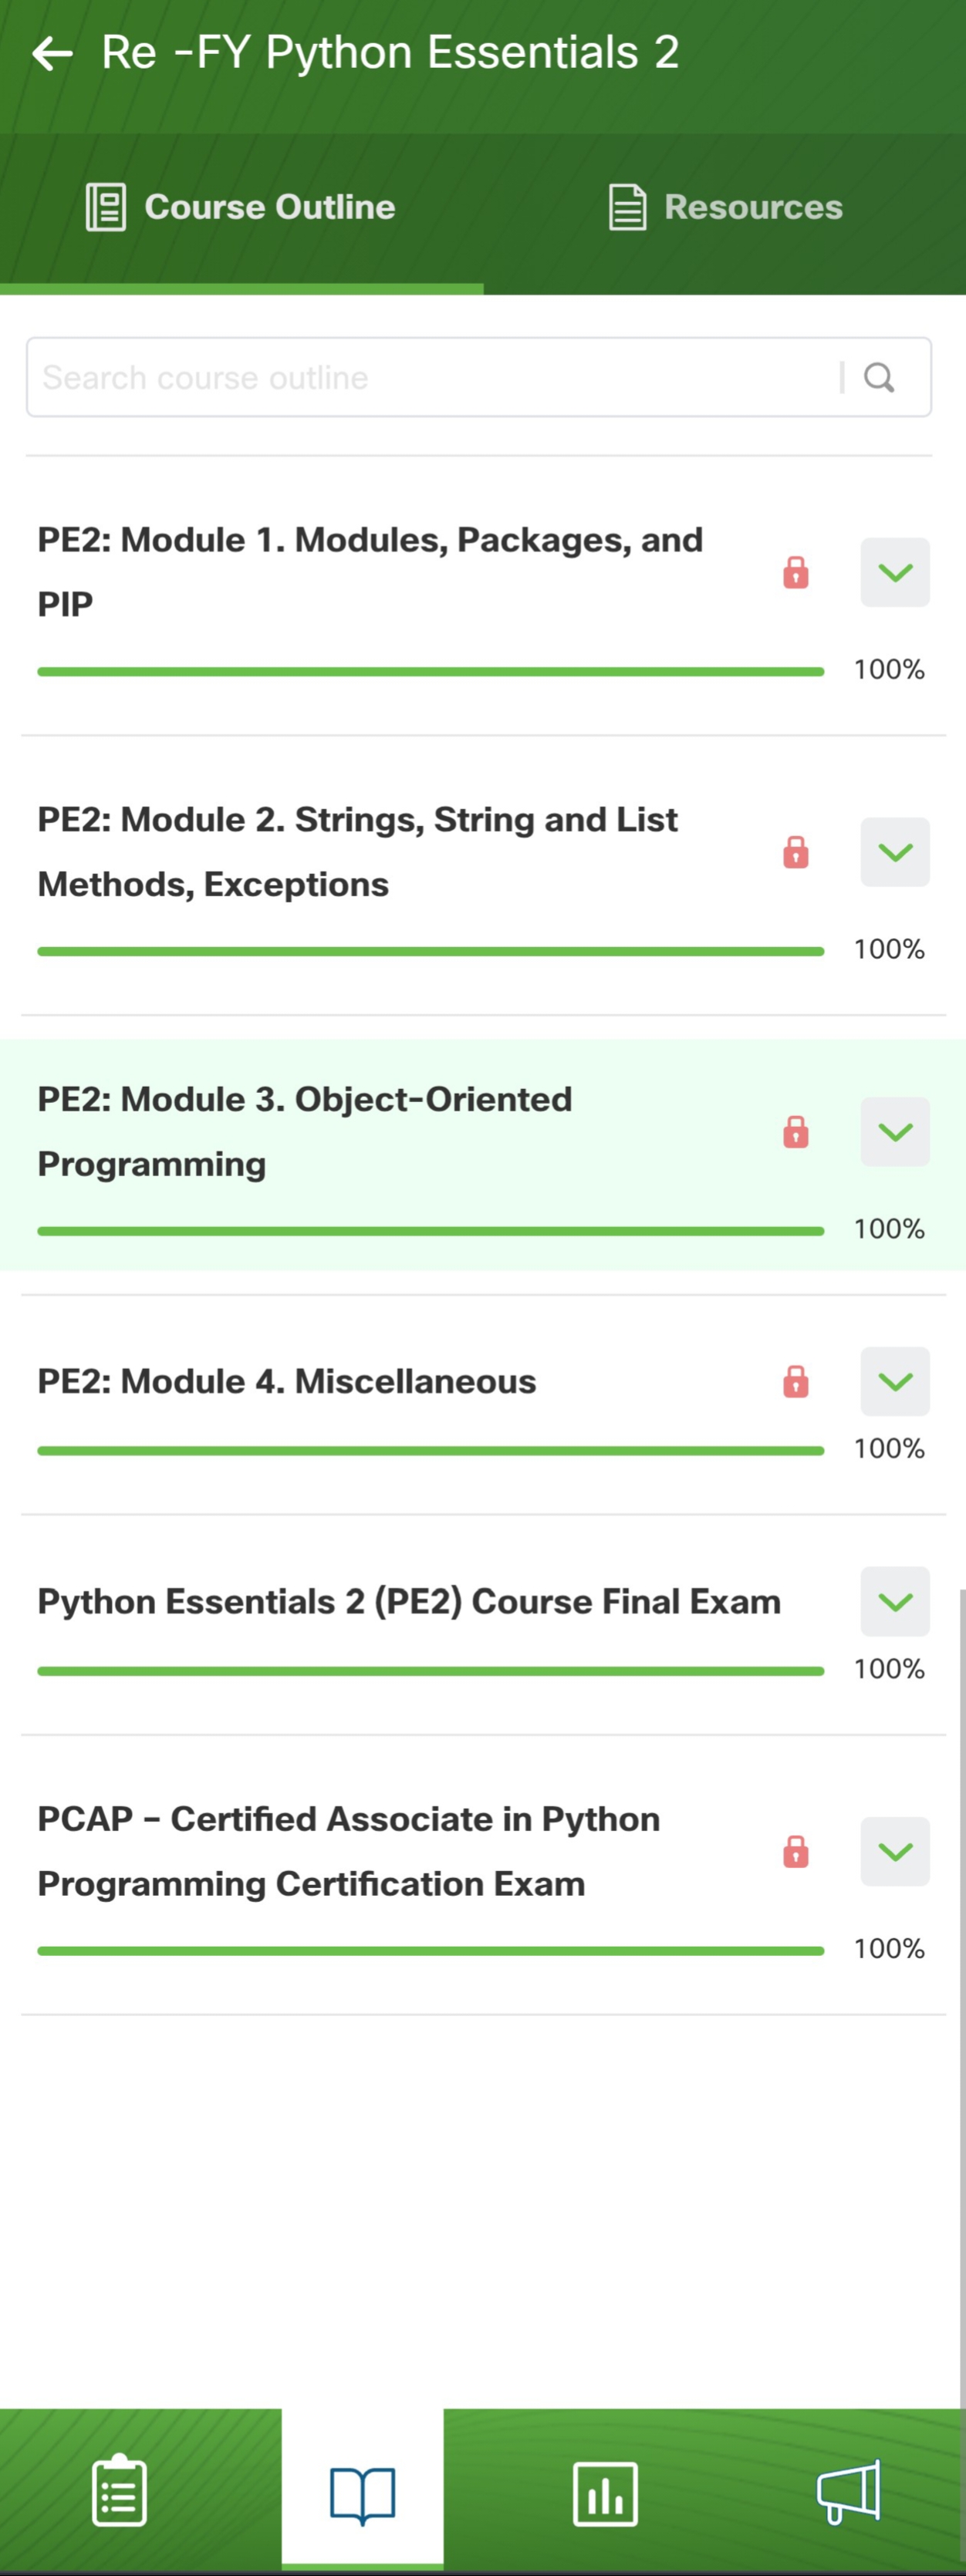 Re -FY Python Essentials 2
Course Outline
Resources
Search course outline
PE2: Module 1. Modules, Packages, and
PIP
100%
PE2: Module 2. Strings, String and List
Methods, Exceptions
100%
PE2: Module 3. Object-Oriented
Programming
100%
PE2: Module 4. Miscellaneous
100%
Python Essentials 2 (PE2) Course Final Exam
100%
PCAP – Certified Associate in Python
Programming Certification Exam
100%